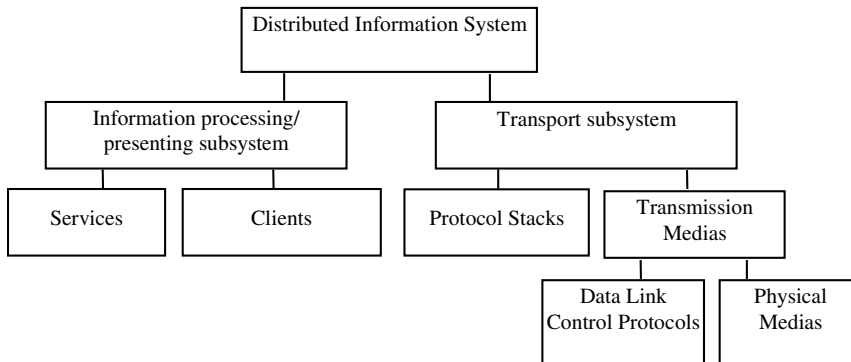 Distributed Information System
Information processing/
presenting subsystem
Transport subsystem
Services
Clients
Protocol Stacks
Transmission
Medias
Data Link
Control Protocols
Physical
Medias